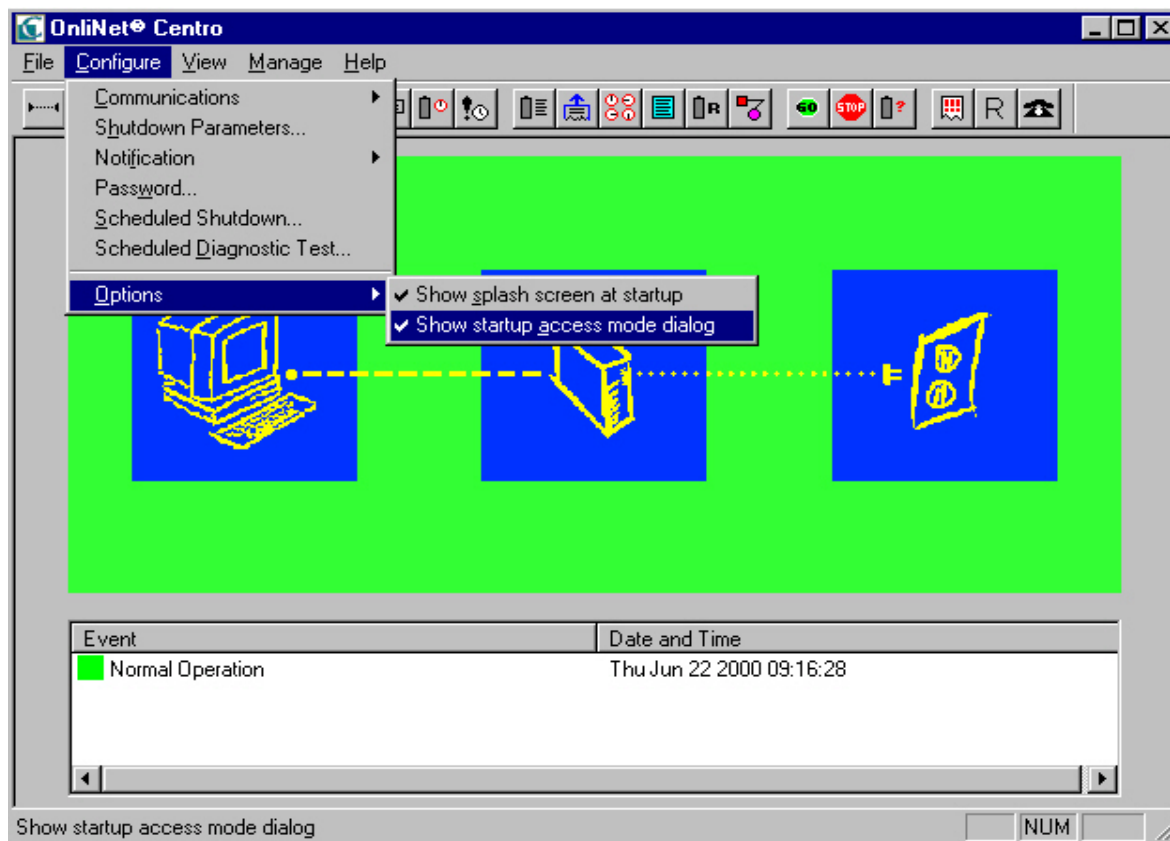 OnliNet® Centro
File Configure View Manage Help
R GO STOP ? R
Communications
Shutdown Parameters...
Notification
Password...
Scheduled Shutdown...
Scheduled Diagnostic Test...
Options
Show splash screen at startup
Show startup access mode dialog
Event Date and Time
Normal Operation Thu Jun 22 2000 09:16:28
Show startup access mode dialog NUM